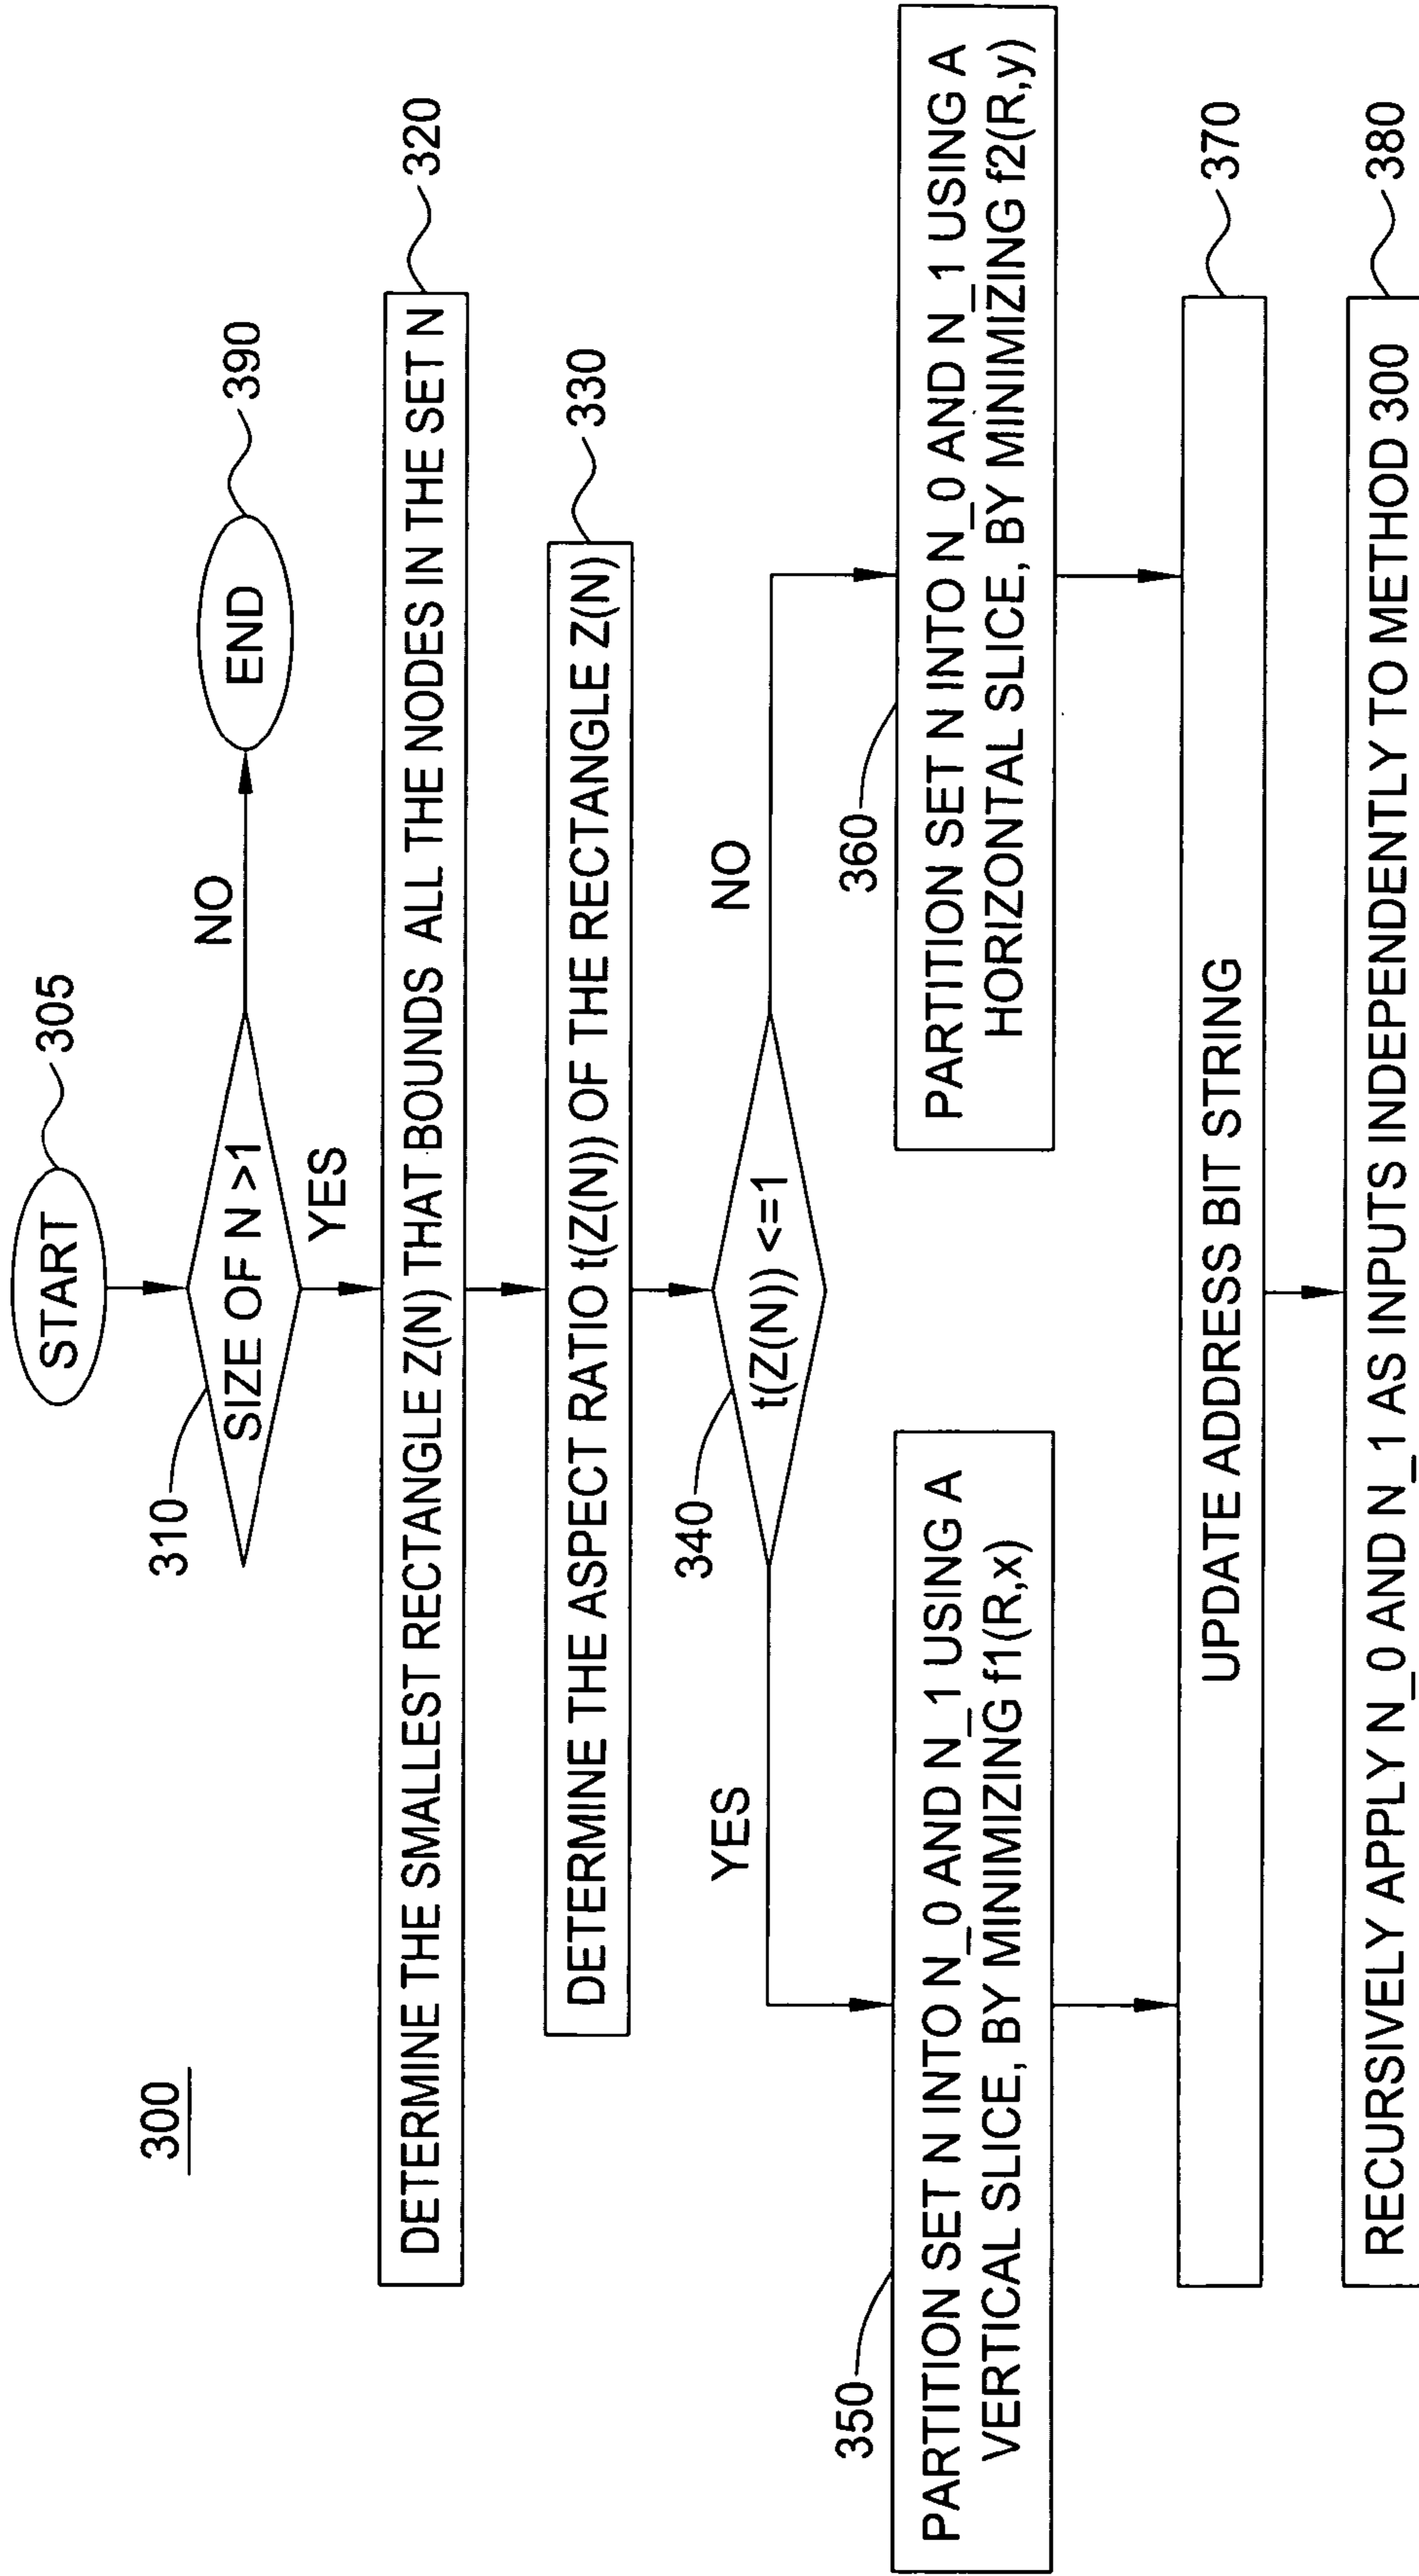 300
START
305
310
SIZE OF N >1
NO
END
390
YES
DETERMINE THE SMALLEST RECTANGLE Z(N) THAT BOUNDS ALL THE NODES IN THE SET N
320
DETERMINE THE ASPECT RATIO t(Z(N)) OF THE RECTANGLE Z(N)
330
340
t(Z(N)) <=1
YES
NO
350
PARTITION SET N INTO N_0 AND N_1 USING A
VERTICAL SLICE, BY MINIMIZING f1(R,x)
360
PARTITION SET N INTO N_0 AND N_1 USING A
HORIZONTAL SLICE, BY MINIMIZING f2(R,y)
UPDATE ADDRESS BIT STRING
370
RECURSIVELY APPLY N_0 AND N_1 AS INPUTS INDEPENDENTLY TO METHOD 300
380